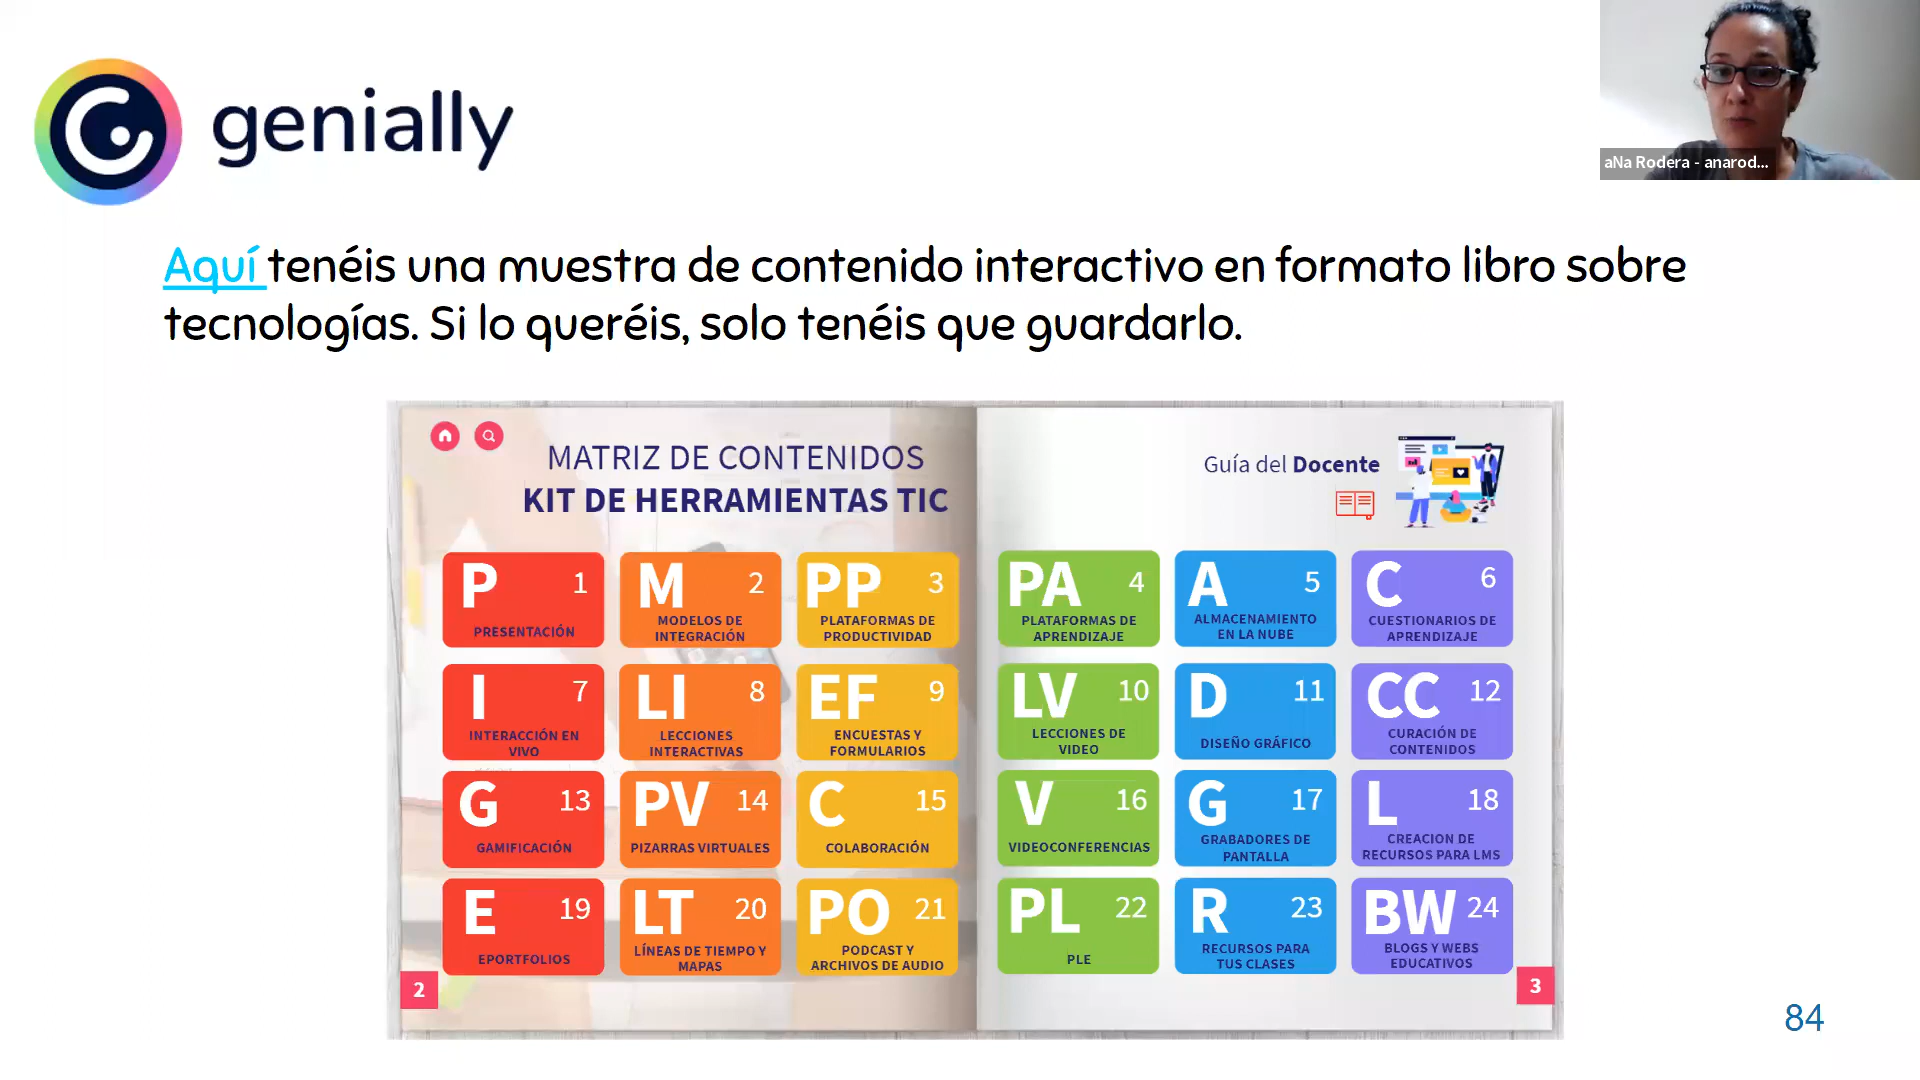 genially
aNa Rodera - anarod...
Aquí tenéis una muestra de contenido interactivo en formato libro sobre
tecnologías. Si lo queréis, solo tenéis que guardarlo.
MATRIZ DE CONTENIDOS
KIT DE HERRAMIENTAS TIC
Guía del Docente
P 1
PRESENTACIÓN
M 2
MODELOS DE
INTEGRACIÓN
PP 3
PLATAFORMAS DE
PRODUCTIVIDAD
PA 4
PLATAFORMAS DE
APRENDIZAJE
A 5
ALMACENAMIENTO
EN LA NUBE
C 6
CUESTIONARIOS DE
APRENDIZAJE
I 7
INTERACCIÓN EN
VIVO
LI 8
LECCIONES
INTERACTIVAS
EF 9
ENCUESTAS Y
FORMULARIOS
LV 10
LECCIONES DE
VIDEO
D 11
DISEÑO GRÁFICO
CC 12
CURACIÓN DE
CONTENIDOS
G 13
GAMIFICACIÓN
PV 14
PIZARRAS VIRTUALES
C 15
COLABORACIÓN
V 16
VIDEOCONFERENCIAS
G 17
GRABADORES DE
PANTALLA
L 18
CREACION DE
RECURSOS PARA LMS
E 19
EPORTFOLIOS
LT 20
LÍNEAS DE TIEMPO Y
MAPAS
PO 21
PODCAST Y
ARCHIVOS DE AUDIO
PL 22
PLE
R 23
RECURSOS PARA
TUS CLASES
BW 24
BLOGS Y WEBS
EDUCATIVOS
2
3
84